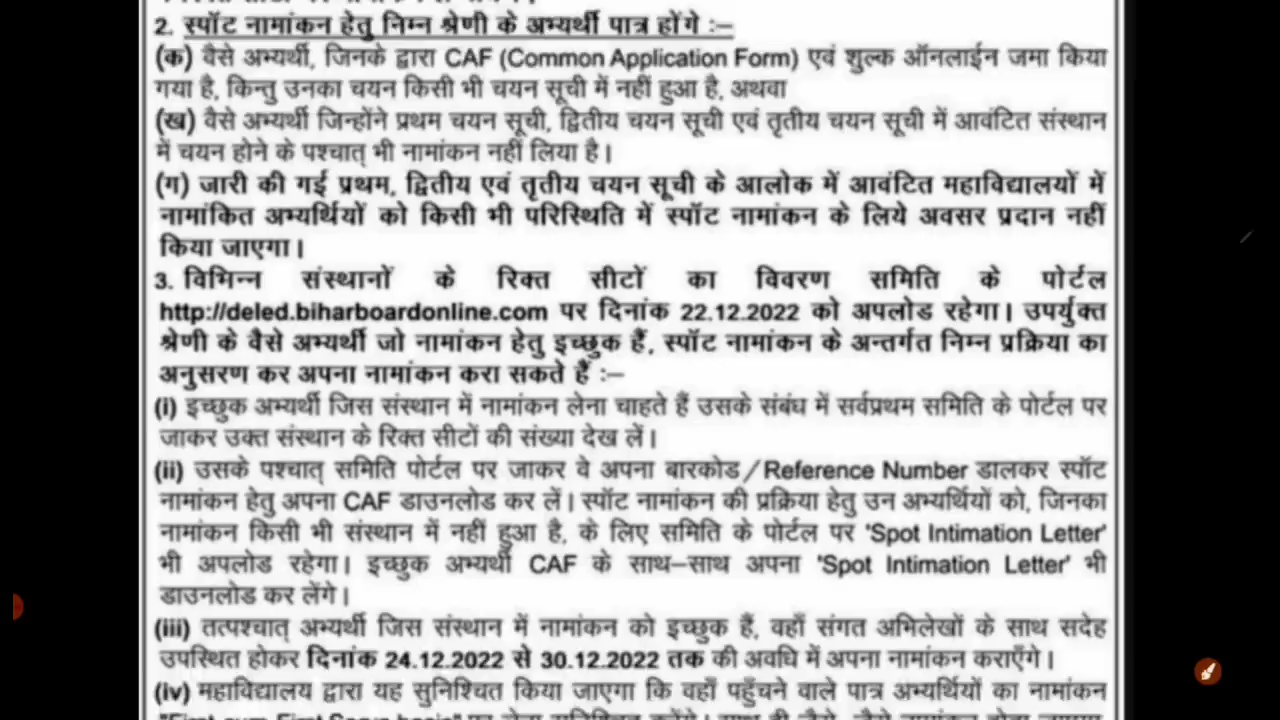 2. स्पॉट नामांकन हेतु निम्न श्रेणी के अभ्यर्थी पात्र होंगे :–
(क) वैसे अभ्यर्थी, जिनके द्वारा CAF (Common Application Form) एवं शुल्क ऑनलाईन जमा किया
गया है, किन्तु उनका चयन किसी भी चयन सूची में नहीं हुआ है, अथवा
(ख) वैसे अभ्यर्थी जिन्होंने प्रथम चयन सूची, द्वितीय चयन सूची एवं तृतीय चयन सूची में आवंटित संस्थान
में चयन होने के पश्चात् भी नामांकन नहीं लिया है।
(ग) जारी की गई प्रथम, द्वितीय एवं तृतीय चयन सूची के आलोक में आवंटित महाविद्यालयों में
नामांकित अभ्यर्थियों को किसी भी परिस्थिति में स्पॉट नामांकन के लिये अवसर प्रदान नहीं
किया जाएगा।
3. विभिन्न संस्थानों के रिक्त सीटों का विवरण समिति के पोर्टल
http://deled.biharboardonline.com पर दिनांक 22.12.2022 को अपलोड रहेगा। उपर्युक्त
श्रेणी के वैसे अभ्यर्थी जो नामांकन हेतु इच्छुक हैं, स्पॉट नामांकन के अन्तर्गत निम्न प्रक्रिया का
अनुसरण कर अपना नामांकन करा सकते हैं :–
(i) इच्छुक अभ्यर्थी जिस संस्थान में नामांकन लेना चाहते हैं उसके संबंध में सर्वप्रथम समिति के पोर्टल पर
जाकर उक्त संस्थान के रिक्त सीटों की संख्या देख लें।
(ii) उसके पश्चात् समिति पोर्टल पर जाकर वे अपना बारकोड/Reference Number डालकर स्पॉट
नामांकन हेतु अपना CAF डाउनलोड कर लें। स्पॉट नामांकन की प्रक्रिया हेतु उन अभ्यर्थियों को, जिनका
नामांकन किसी भी संस्थान में नहीं हुआ है, के लिए समिति के पोर्टल पर 'Spot Intimation Letter'
भी अपलोड रहेगा। इच्छुक अभ्यर्थी CAF के साथ–साथ अपना 'Spot Intimation Letter' भी
डाउनलोड कर लेंगे।
(iii) तत्पश्चात् अभ्यर्थी जिस संस्थान में नामांकन को इच्छुक हैं, वहाँ संगत अभिलेखों के साथ सदेह
उपस्थित होकर दिनांक 24.12.2022 से 30.12.2022 तक की अवधि में अपना नामांकन कराएँगे।
(iv) महाविद्यालय द्वारा यह सुनिश्चित किया जाएगा कि वहाँ पहुँचने वाले पात्र अभ्यर्थियों का नामांकन